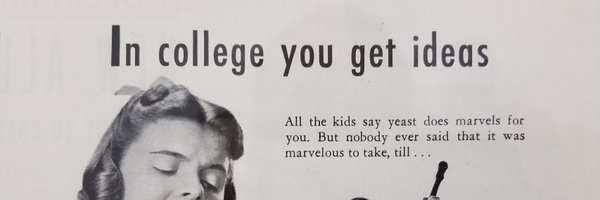 In college you get ideas
All the kids say yeast does marvels for
you. But nobody ever said that it was
marvelous to take, till . . .